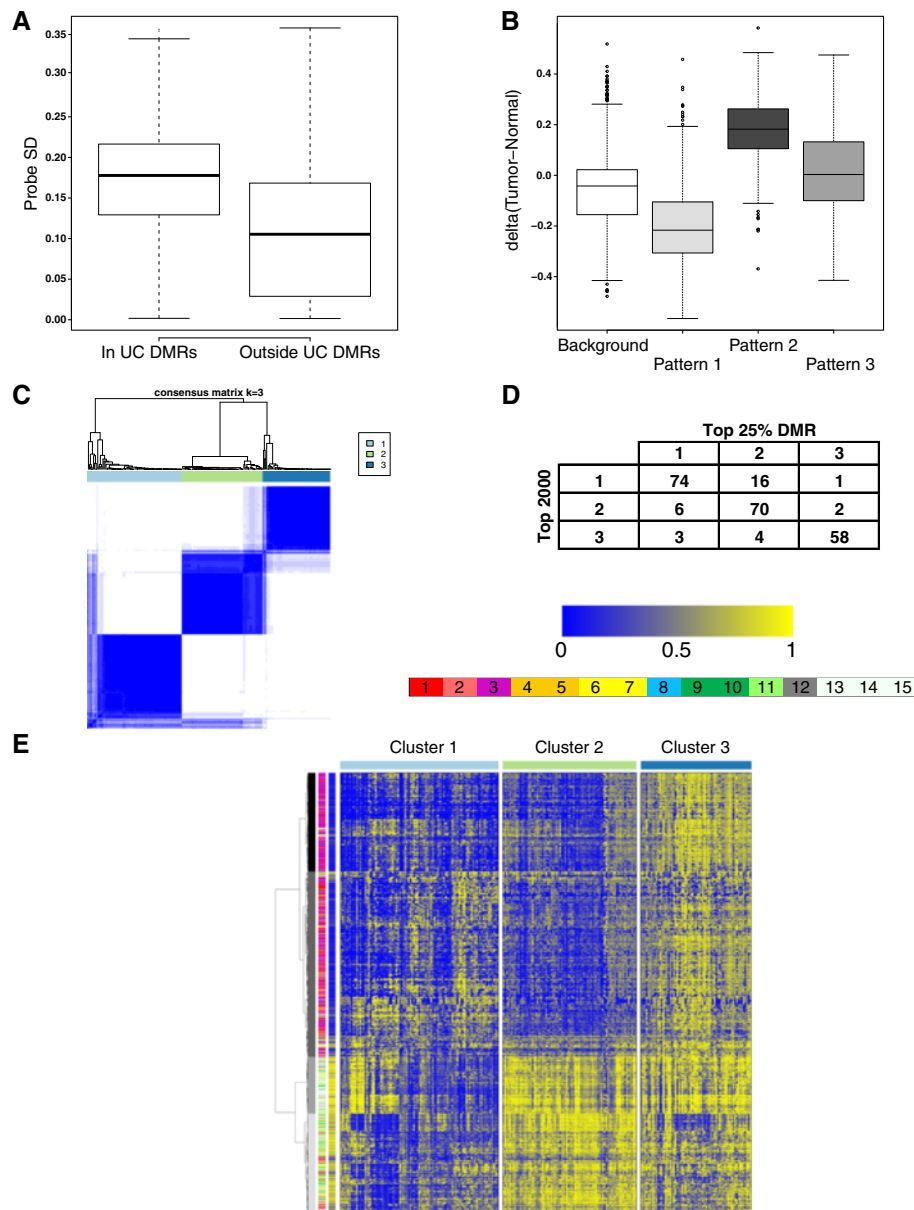 A
0.35
0.25
0.20
0.15
0.10
0.05
0.00
Probe SD
In UC DMRs
Outside UC DMRs
B
0.4
0.2
0.0
−0.2
−0.4
delta(Tumor−Normal)
Background
Pattern 1
Pattern 2
Pattern 3
C
consensus matrix k=3
1
2
3
D
Top 25% DMR
1 2 3
Top 2000
1 74 16 1
2 6 70 2
3 3 4 58
0 0.5 1
1 2 3 4 5 6 7 8 9 10 11 12 13 14 15
E
Cluster 1 Cluster 2 Cluster 3